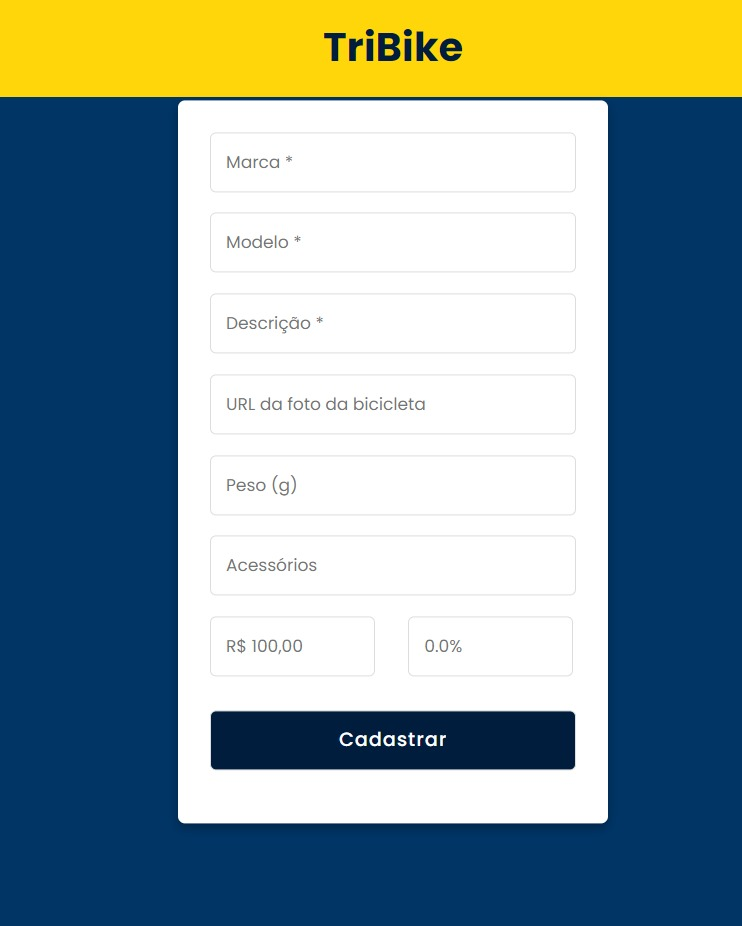 TriBike
Marca *
Modelo *
Descrição *
URL da foto da bicicleta
Peso (g)
Acessórios
R$ 100,00
0.0%
Cadastrar